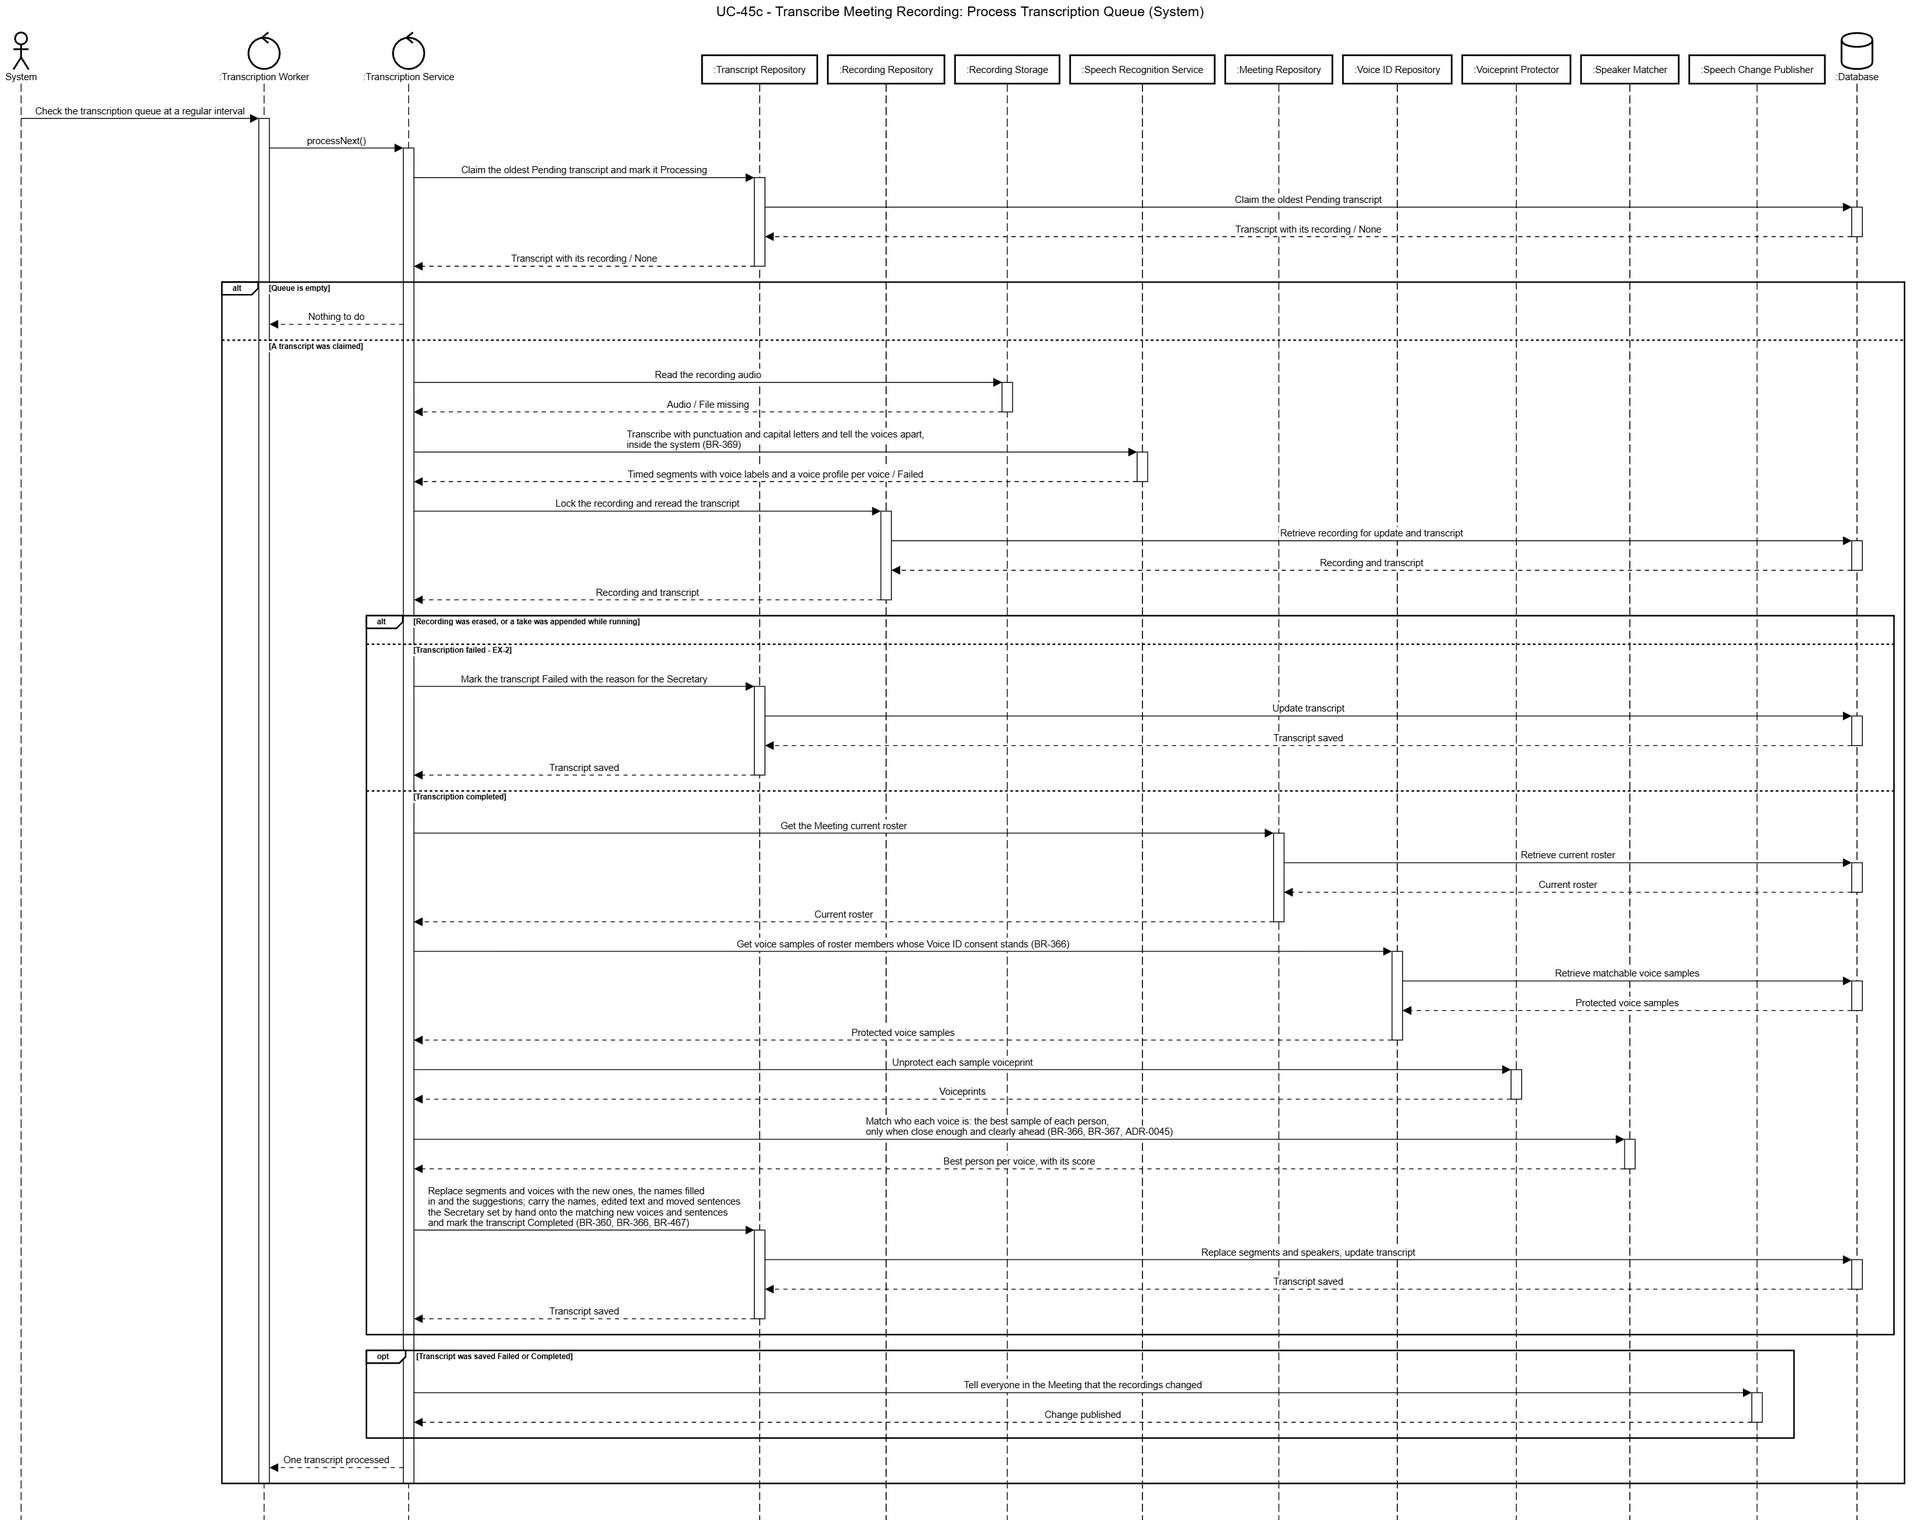 UC-45c - Transcribe Meeting Recording: Process Transcription Queue (System)
System
:Transcription Worker
:Transcription Service
:Transcript Repository
:Recording Repository
:Recording Storage
:Speech Recognition Service
:Meeting Repository
:Voice ID Repository
:Voiceprint Protector
:Speaker Matcher
:Speech Change Publisher
:Database
Check the transcription queue at a regular interval
processNext()
Claim the oldest Pending transcript and mark it Processing
Claim the oldest Pending transcript
Transcript with its recording / None
Transcript with its recording / None
alt
[Queue is empty]
Nothing to do
[A transcript was claimed]
Read the recording audio
Audio / File missing
Transcribe with punctuation and capital letters and tell the voices apart,
inside the system (BR-369)
Timed segments with voice labels and a voice profile per voice / Failed
Lock the recording and reread the transcript
Retrieve recording for update and transcript
Recording and transcript
Recording and transcript
alt
[Recording was erased, or a take was appended while running]
[Transcription failed - EX-2]
Mark the transcript Failed with the reason for the Secretary
Update transcript
Transcript saved
Transcript saved
[Transcription completed]
Get the Meeting current roster
Retrieve current roster
Current roster
Current roster
Get voice samples of roster members whose Voice ID consent stands (BR-366)
Retrieve matchable voice samples
Protected voice samples
Protected voice samples
Unprotect each sample voiceprint
Voiceprints
Match who each voice is: the best sample of each person,
only when close enough and clearly ahead (BR-366, BR-367, ADR-0045)
Best person per voice, with its score
Replace segments and voices with the new ones, the names filled
in and the suggestions; carry the names, edited text and moved sentences
the Secretary set by hand onto the matching new voices and sentences
and mark the transcript Completed (BR-360, BR-366, BR-467)
Replace segments and speakers, update transcript
Transcript saved
Transcript saved
opt
[Transcript was saved Failed or Completed]
Tell everyone in the Meeting that the recordings changed
Change published
One transcript processed